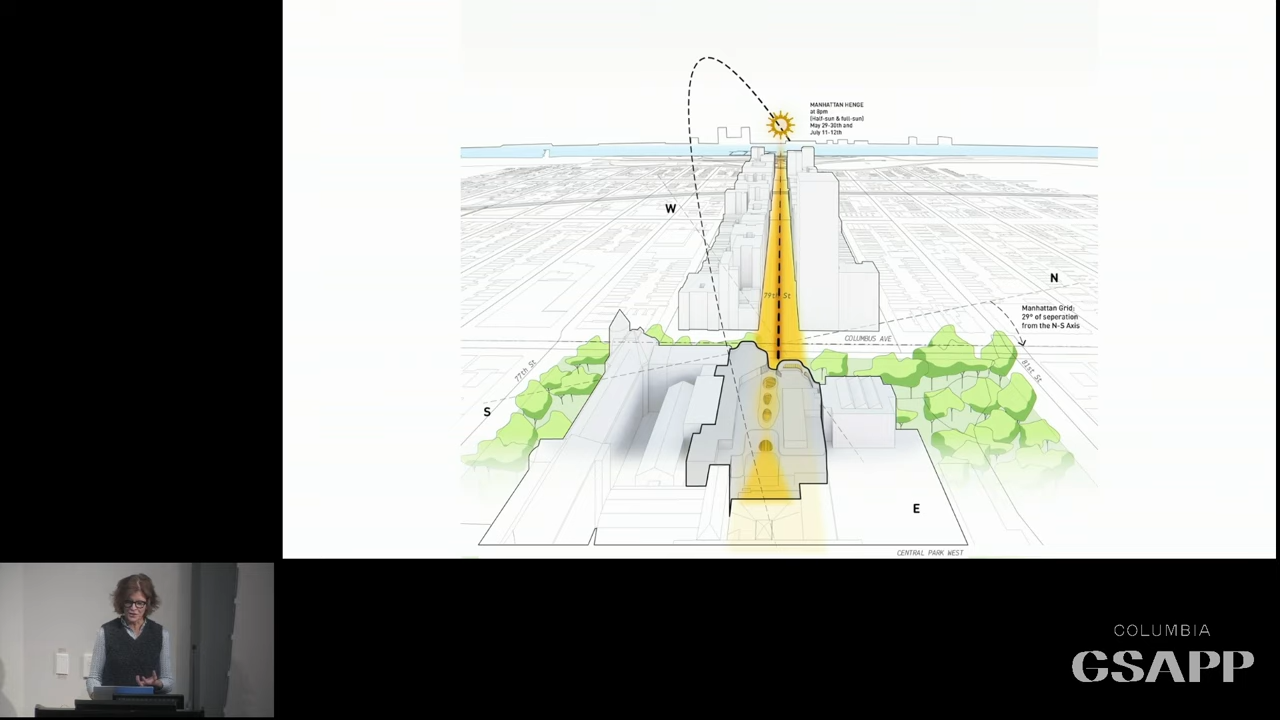 MANHATTAN HENGE
at 8pm
(Half-sun & full-sun)
May 29-30th and
July 11-12th
W
N
79th St
Manhattan Grid:
29° of seperation
from the N-S Axis
COLUMBUS AVE
77th St
81st St
S
E
CENTRAL PARK WEST
COLUMBIA
GSAPP